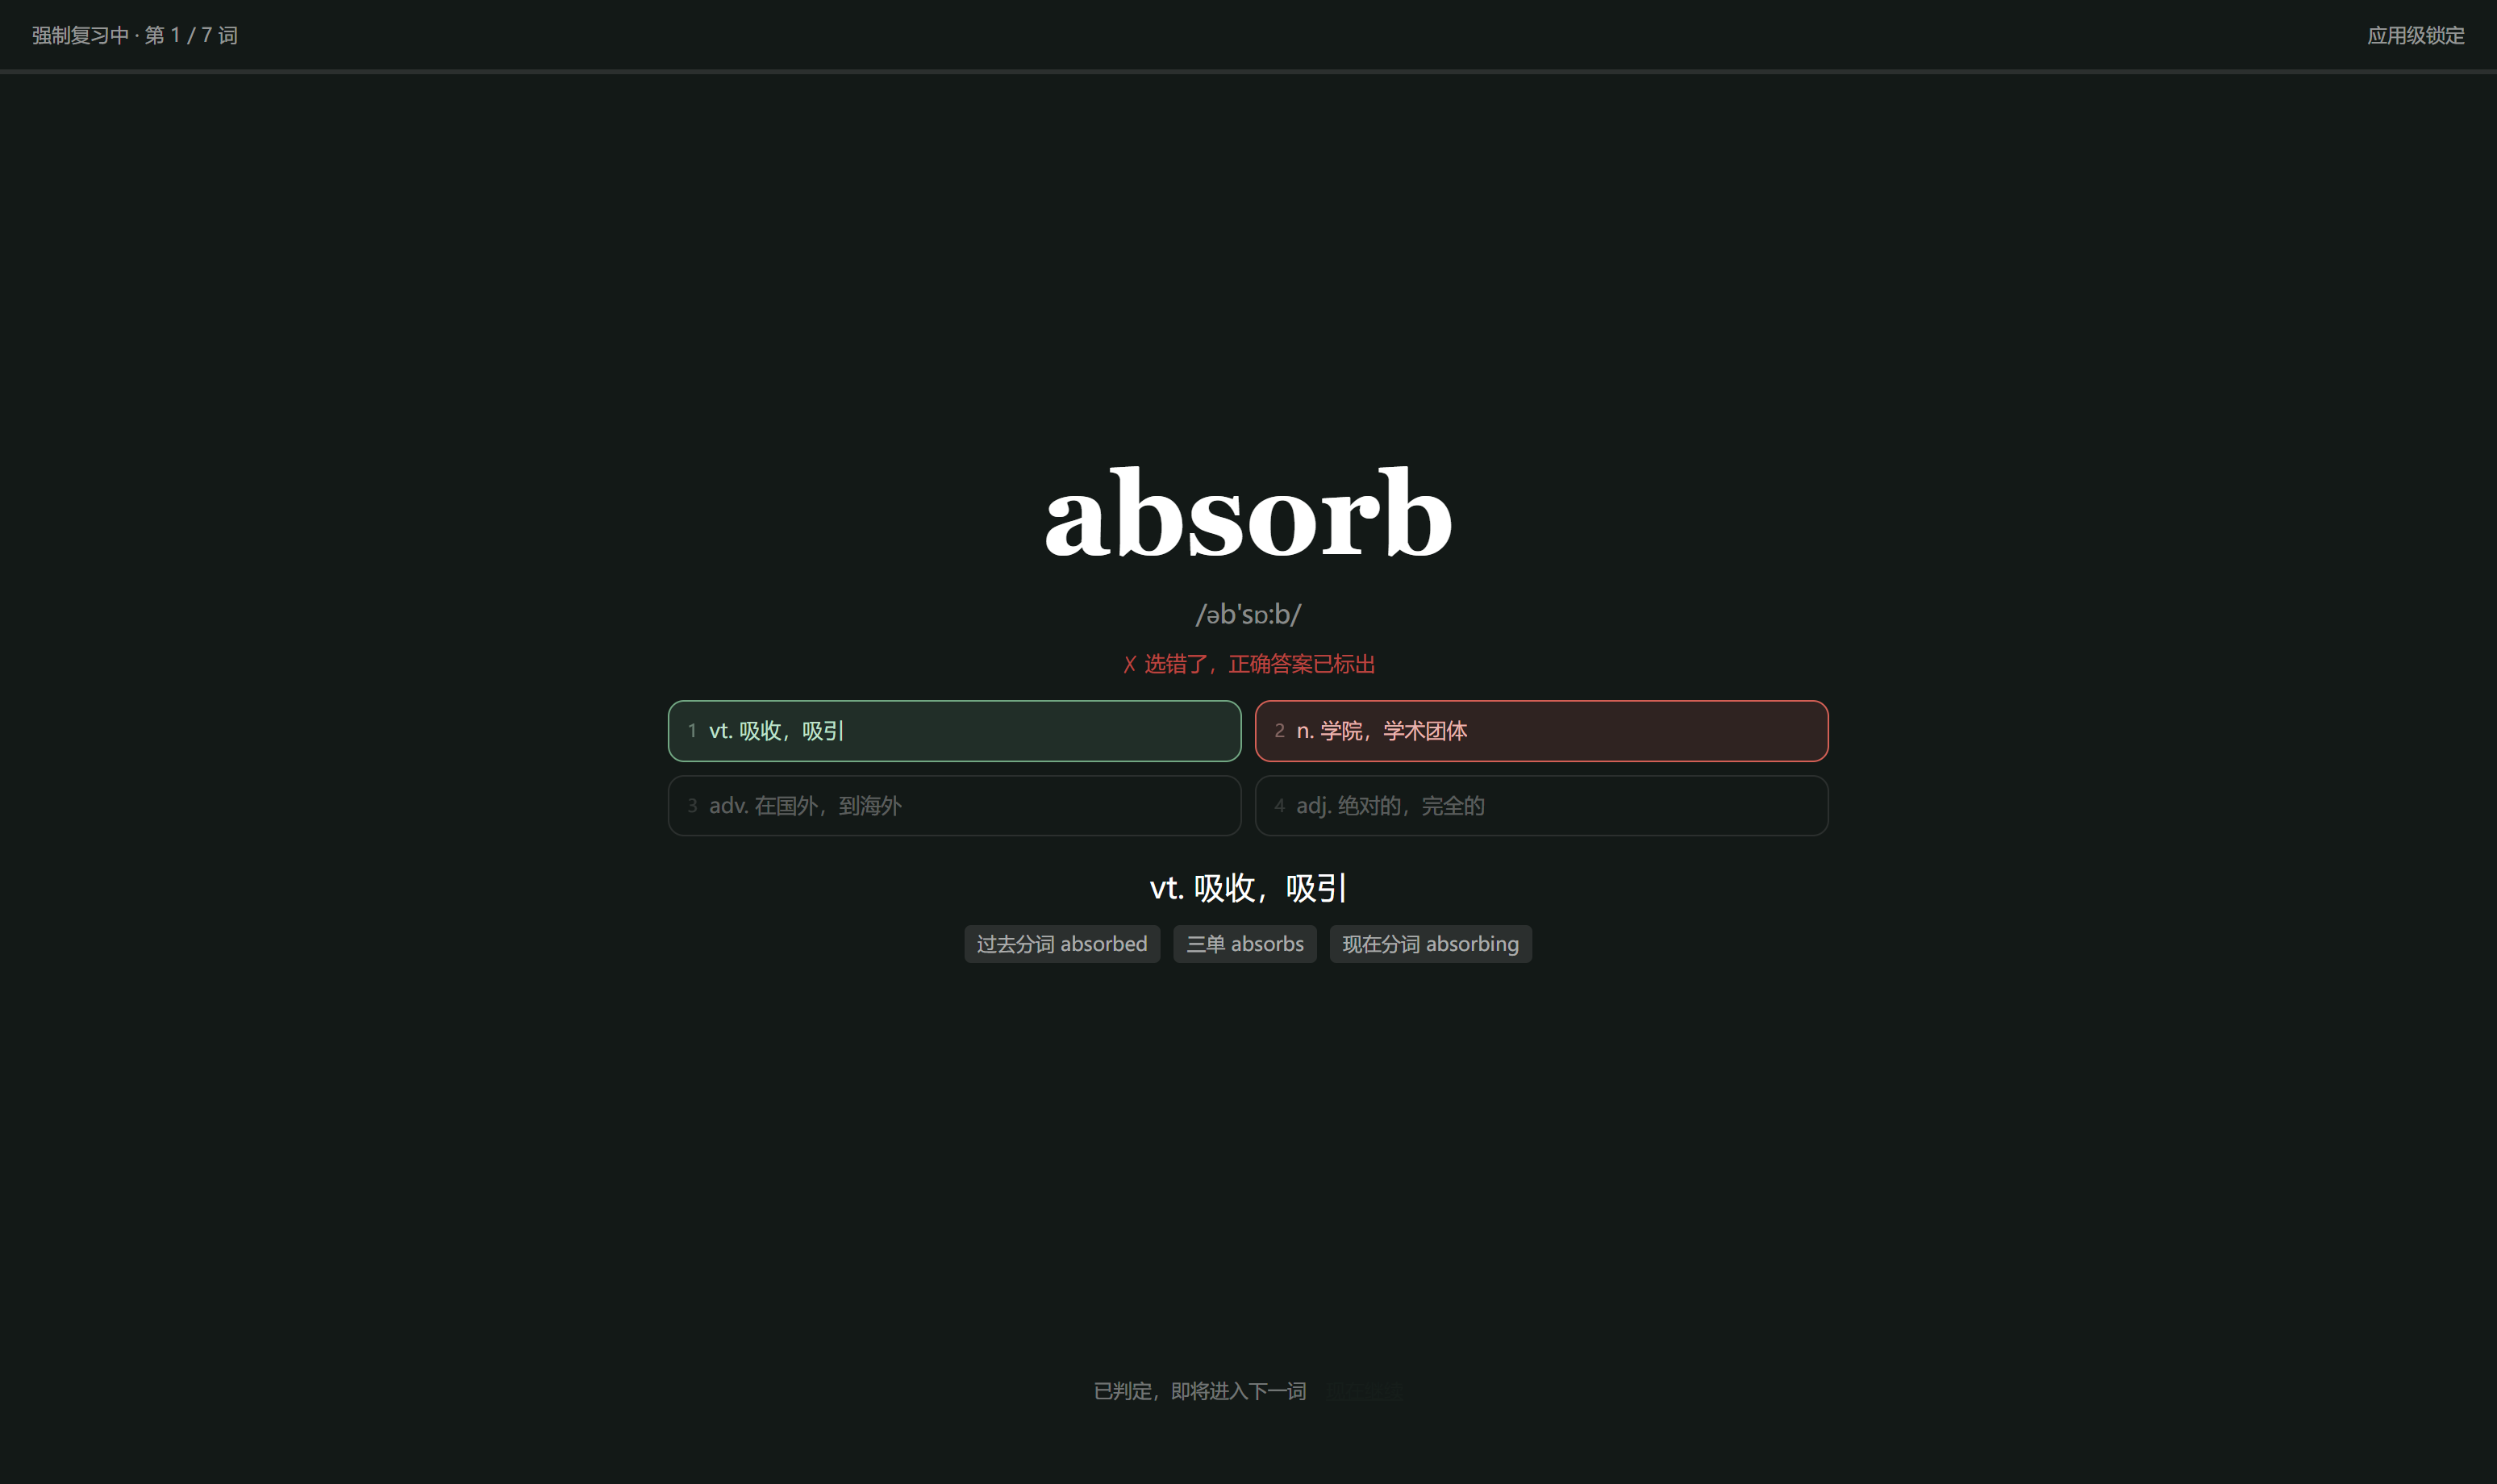 强制复习中 · 第 1 / 7 词
应用级锁定
absorb
/əb'sɒ:b/
✗ 选错了，正确答案已标出
1 vt. 吸收，吸引
2 n. 学院，学术团体
3 adv. 在国外，到海外
4 adj. 绝对的，完全的
vt. 吸收，吸引
过去分词 absorbed
三单 absorbs
现在分词 absorbing
已判定，即将进入下一词